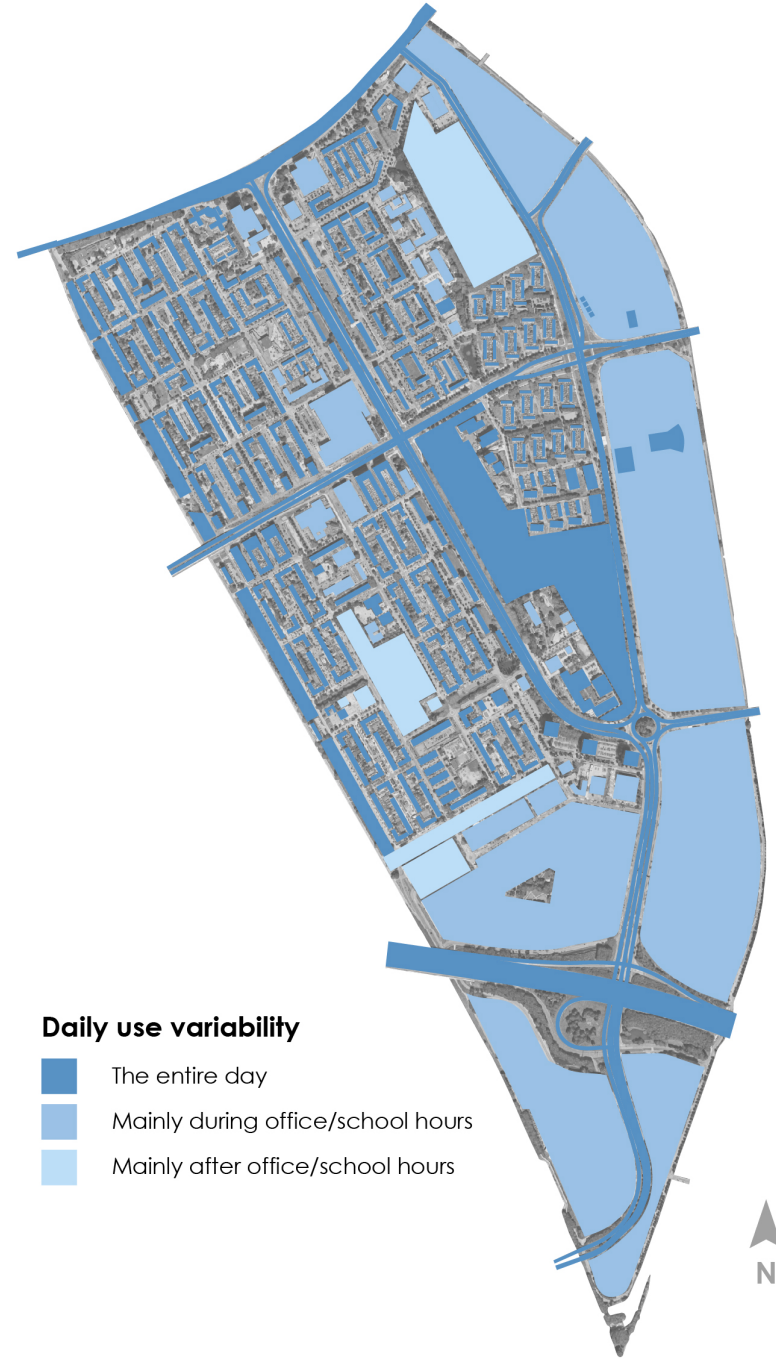 Daily use variability
The entire day
Mainly during office/school hours
Mainly after office/school hours
N